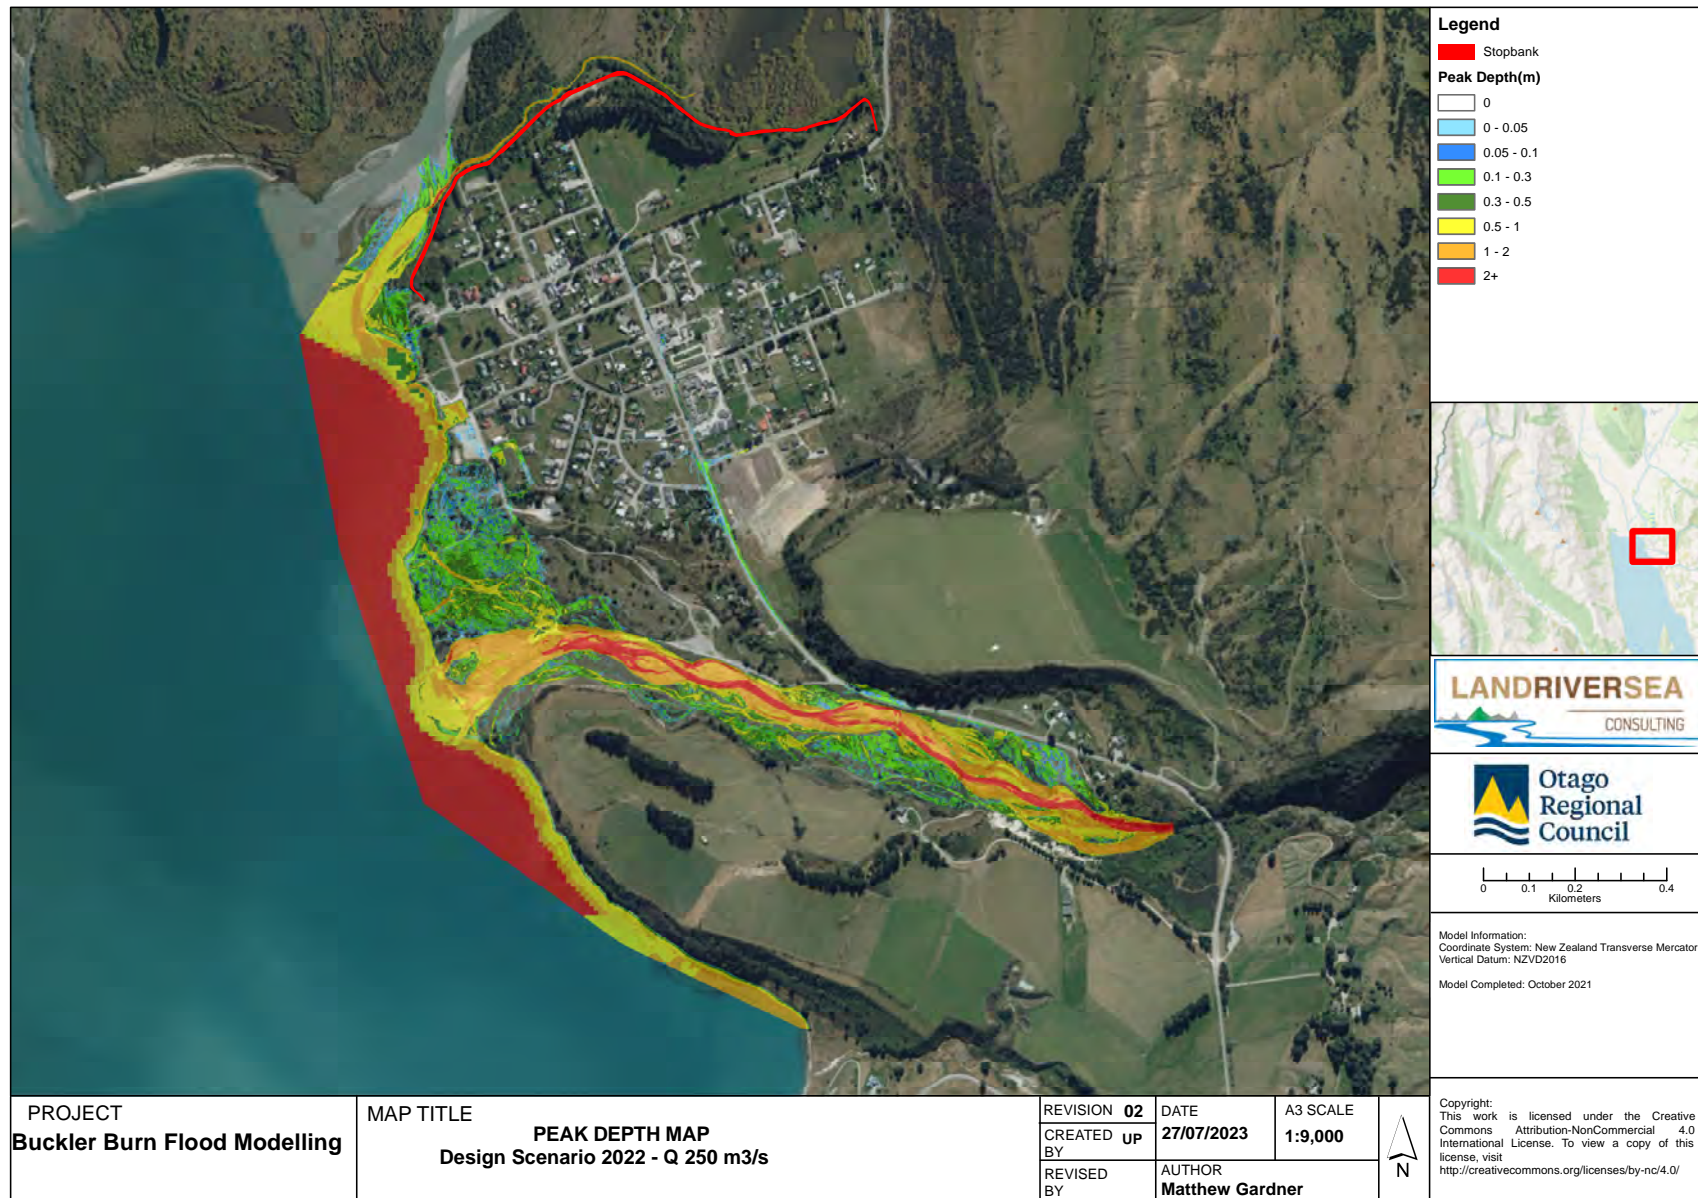 Legend
Stopbank
Peak Depth(m)
0
0 - 0.05
0.05 - 0.1
0.1 - 0.3
0.3 - 0.5
0.5 - 1
1 - 2
2+
LANDRIVERSEA
CONSULTING
Otago
Regional
Council
0 0.1 0.2 0.4
Kilometers
Model Information:
Coordinate System: New Zealand Transverse Mercator
Vertical Datum: NZVD2016
Model Completed: October 2021
Copyright:
This work is licensed under the Creative
Commons Attribution-NonCommercial 4.0
International License. To view a copy of this
license, visit
http://creativecommons.org/licenses/by-nc/4.0/
PROJECT
Buckler Burn Flood Modelling
MAP TITLE
PEAK DEPTH MAP
Design Scenario 2022 - Q 250 m3/s
REVISION 02
CREATED BY UP
REVISED BY
DATE
27/07/2023
A3 SCALE
1:9,000
AUTHOR
Matthew Gardner
N